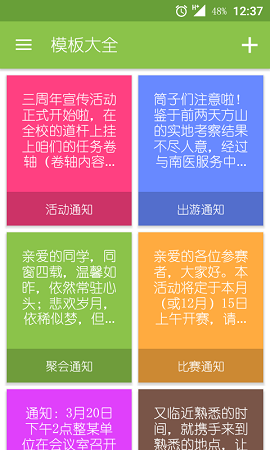 48% 12:37
模板大全
三周年宣传活动
正式开始啦，在
全校的道杆上挂
上咱们的任务卷
轴（卷轴内容...
活动通知
筒子们注意啦！
鉴于前两天方山
的实地考察结果
不尽人意，经过
与南医服务中...
出游通知
亲爱的同学，同
窗四载，温馨如
昨，依然常驻心
头；悲欢岁月，
依稀似梦，但...
聚会通知
亲爱的各位参赛
者，大家好。本
活动将定于本月
（或12月）15日
上午开赛，请...
比赛通知
通知：3月20日
下午2点整某单
位在会议室召开
又临近熟悉的时
间，就携手来到
熟悉的地点，让